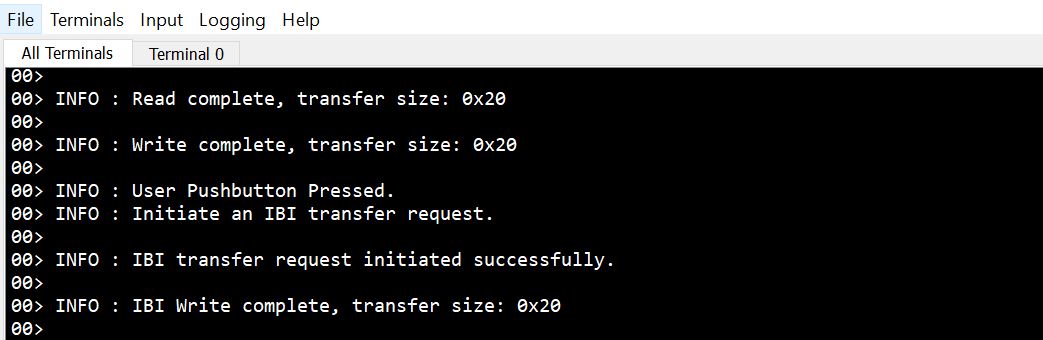 File Terminals Input Logging Help
All Terminals Terminal 0
00>
00> INFO : Read complete, transfer size: 0x20
00>
00> INFO : Write complete, transfer size: 0x20
00>
00> INFO : User Pushbutton Pressed.
00> INFO : Initiate an IBI transfer request.
00>
00> INFO : IBI transfer request initiated successfully.
00>
00> INFO : IBI Write complete, transfer size: 0x20
00>